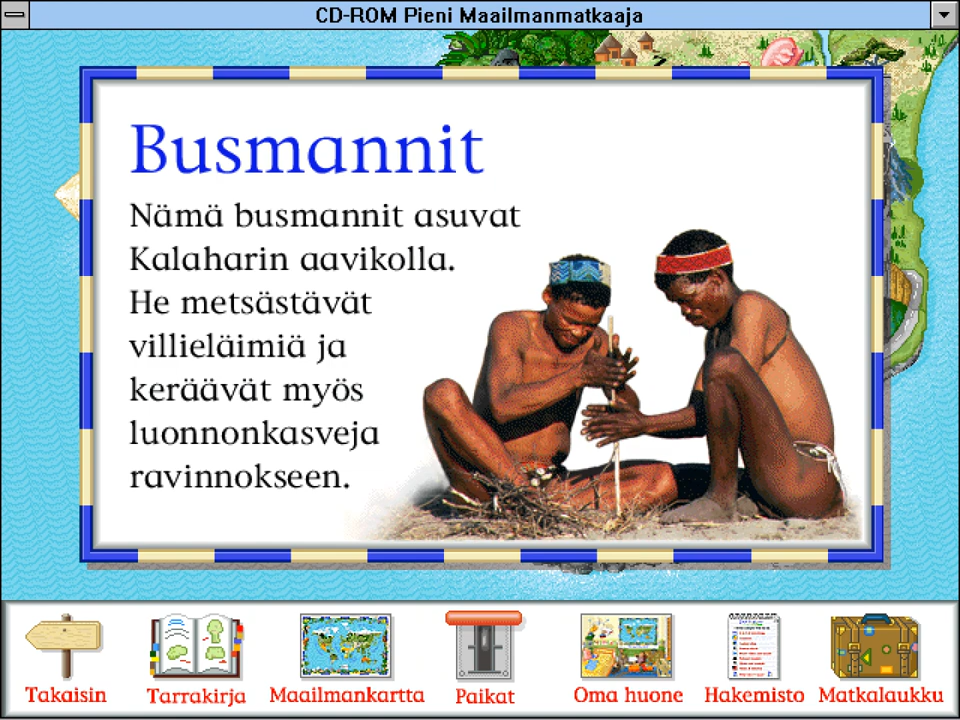 CD-ROM Pieni Maailmanmatkaaja
Busmannit
Nämä busmannit asuvat
Kalaharin aavikolla.
He metsästävät
villieläimiä ja
keräävät myös
luonnonkasveja
ravinnokseen.
Takaisin
Tarrakirja
Maailmankartta
Paikat
Oma huone
Hakemisto
Matkalaukku